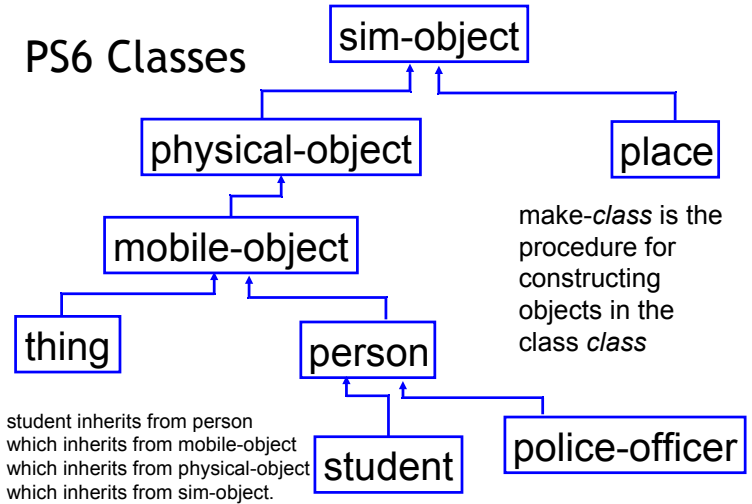 PS6 Classes
sim-object
physical-object
place
mobile-object
make-class is the
procedure for
constructing
objects in the
class class
thing
person
student inherits from person
which inherits from mobile-object
which inherits from physical-object
which inherits from sim-object.
student
police-officer